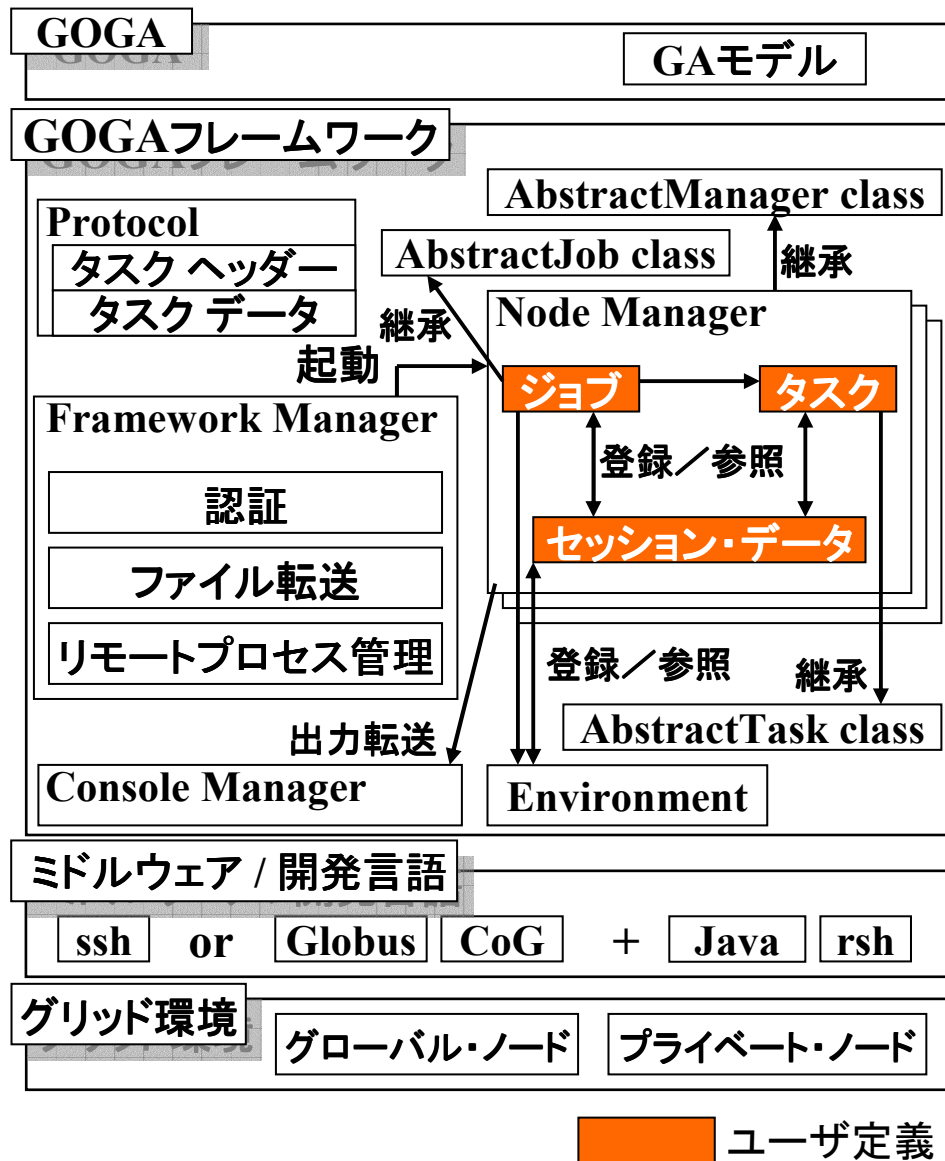 GOGA
GAモデル
GOGAフレームワーク
AbstractManager class
Protocol
タスク ヘッダー
タスク データ
AbstractJob class
継承
継承
Node Manager
起動
ジョブ
タスク
Framework Manager
登録／参照
認証
セッション・データ
ファイル転送
リモートプロセス管理
登録／参照
継承
出力転送
AbstractTask class
Console Manager
Environment
ミドルウェア / 開発言語
ssh or Globus CoG + Java rsh
グリッド環境
グローバル・ノード
プライベート・ノード
ユーザ定義